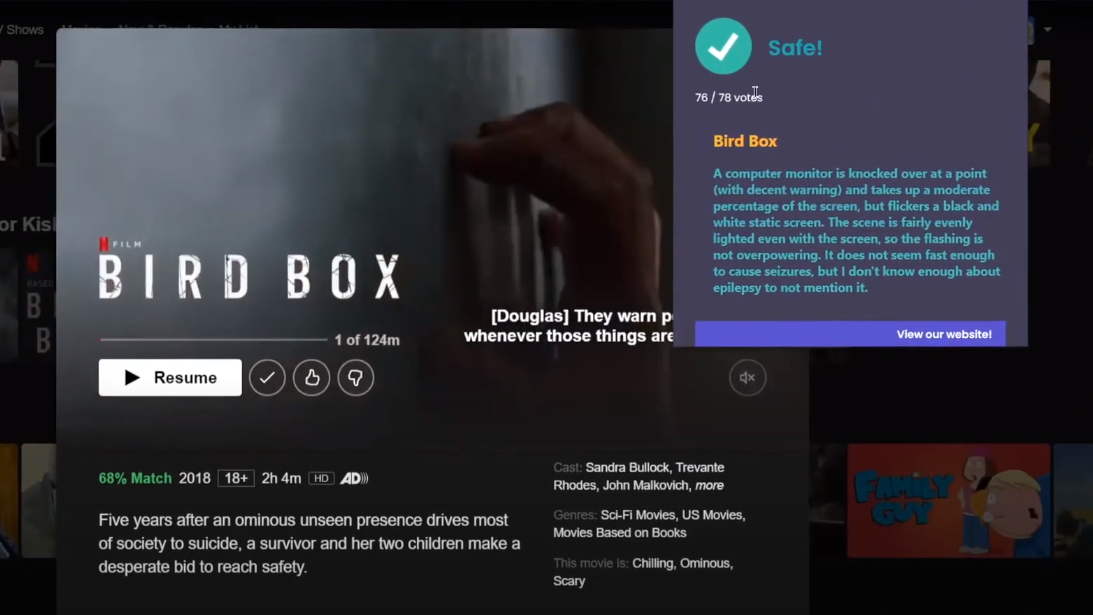 V Shows
Safe!
76 / 78 votes
Bird Box
A computer monitor is knocked over at a point
(with decent warning) and takes up a moderate
percentage of the screen, but flickers a black and
white static screen. The scene is fairly evenly
lighted even with the screen, so the flashing is
not overpowering. It does not seem fast enough
to cause seizures, but I don't know enough about
epilepsy to not mention it.
View our website!
or Kish
N FILM
BIRD BOX
[Douglas] They warn p
whenever those things are
1 of 124m
Resume
68% Match 2018 18+ 2h 4m HD AD
Five years after an ominous unseen presence drives most
of society to suicide, a survivor and her two children make a
desperate bid to reach safety.
Cast: Sandra Bullock, Trevante
Rhodes, John Malkovich, more
Genres: Sci-Fi Movies, US Movies,
Movies Based on Books
This movie is: Chilling, Ominous,
Scary
FAMILY
GUY